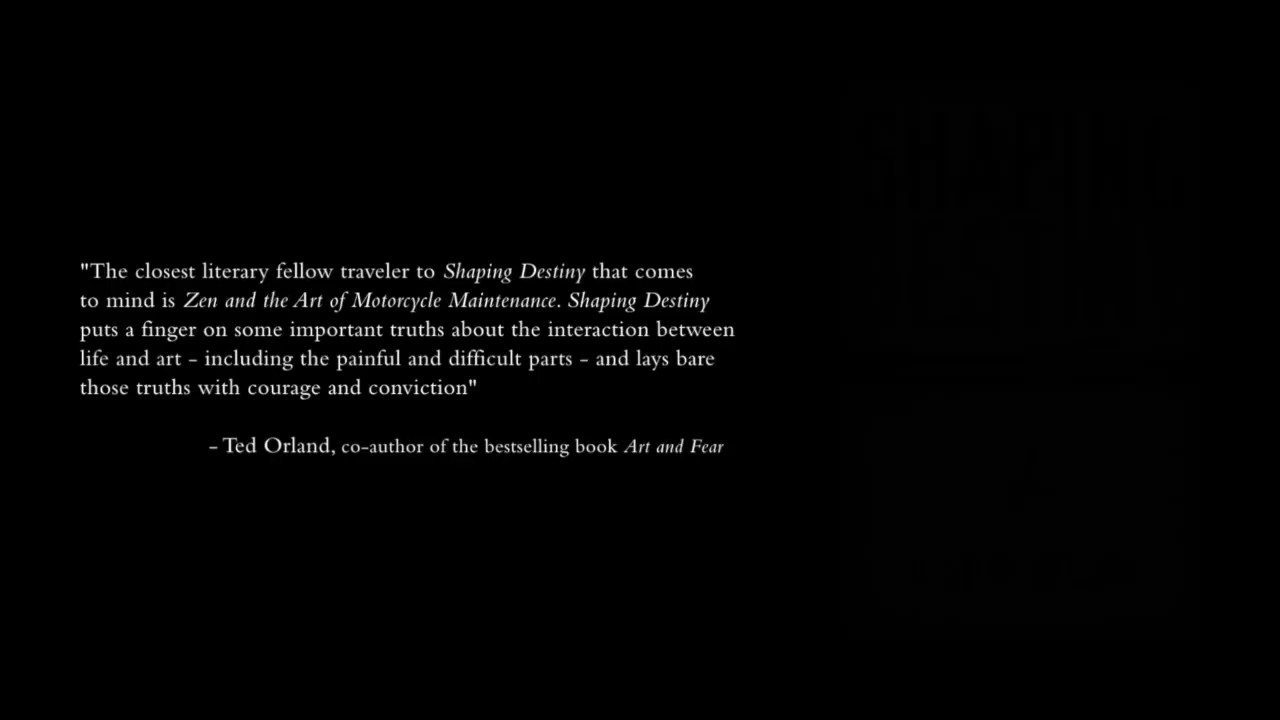 "The closest literary fellow traveler to Shaping Destiny that comes
to mind is Zen and the Art of Motorcycle Maintenance. Shaping Destiny
puts a finger on some important truths about the interaction between
life and art - including the painful and difficult parts - and lays bare
those truths with courage and conviction"
- Ted Orland, co-author of the bestselling book Art and Fear
SHAPING